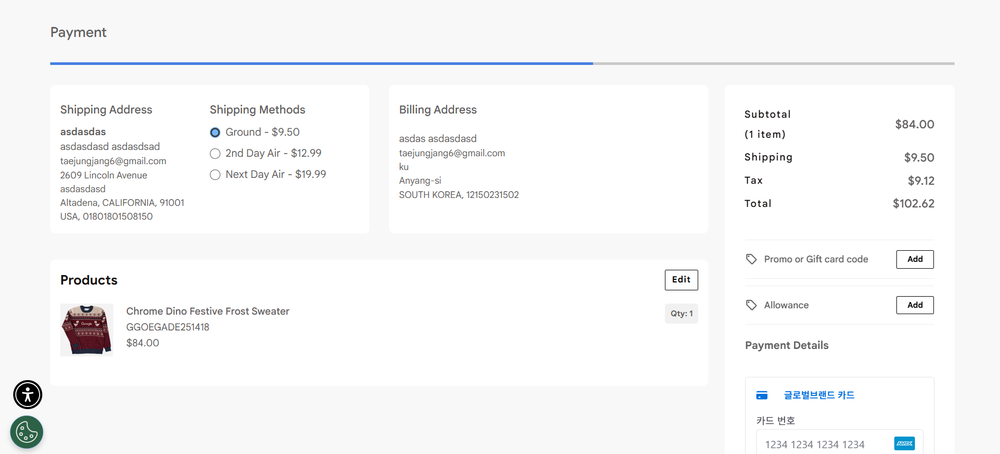 Payment
Shipping Address
asdasdas
asdasdasd asdasdsad
taejungjang6@gmail.com
2609 Lincoln Avenue
asdasdasd
Altadena, CALIFORNIA, 91001
USA, 01801801508150
Shipping Methods
Ground - $9.50
2nd Day Air - $12.99
Next Day Air - $19.99
Billing Address
asdas asdasdasd
taejungjang6@gmail.com
ku
Anyang-si
SOUTH KOREA, 12150231502
Products
Edit
Google
Chrome Dino Festive Frost Sweater
GGOEGADE251418
$84.00
Qty: 1
Subtotal
(1 item)
$84.00
Shipping
$9.50
Tax
$9.12
Total
$102.62
Promo or Gift card code
Add
Allowance
Add
Payment Details
글로벌브랜드 카드
카드 번호
1234 1234 1234 1234
AMEX